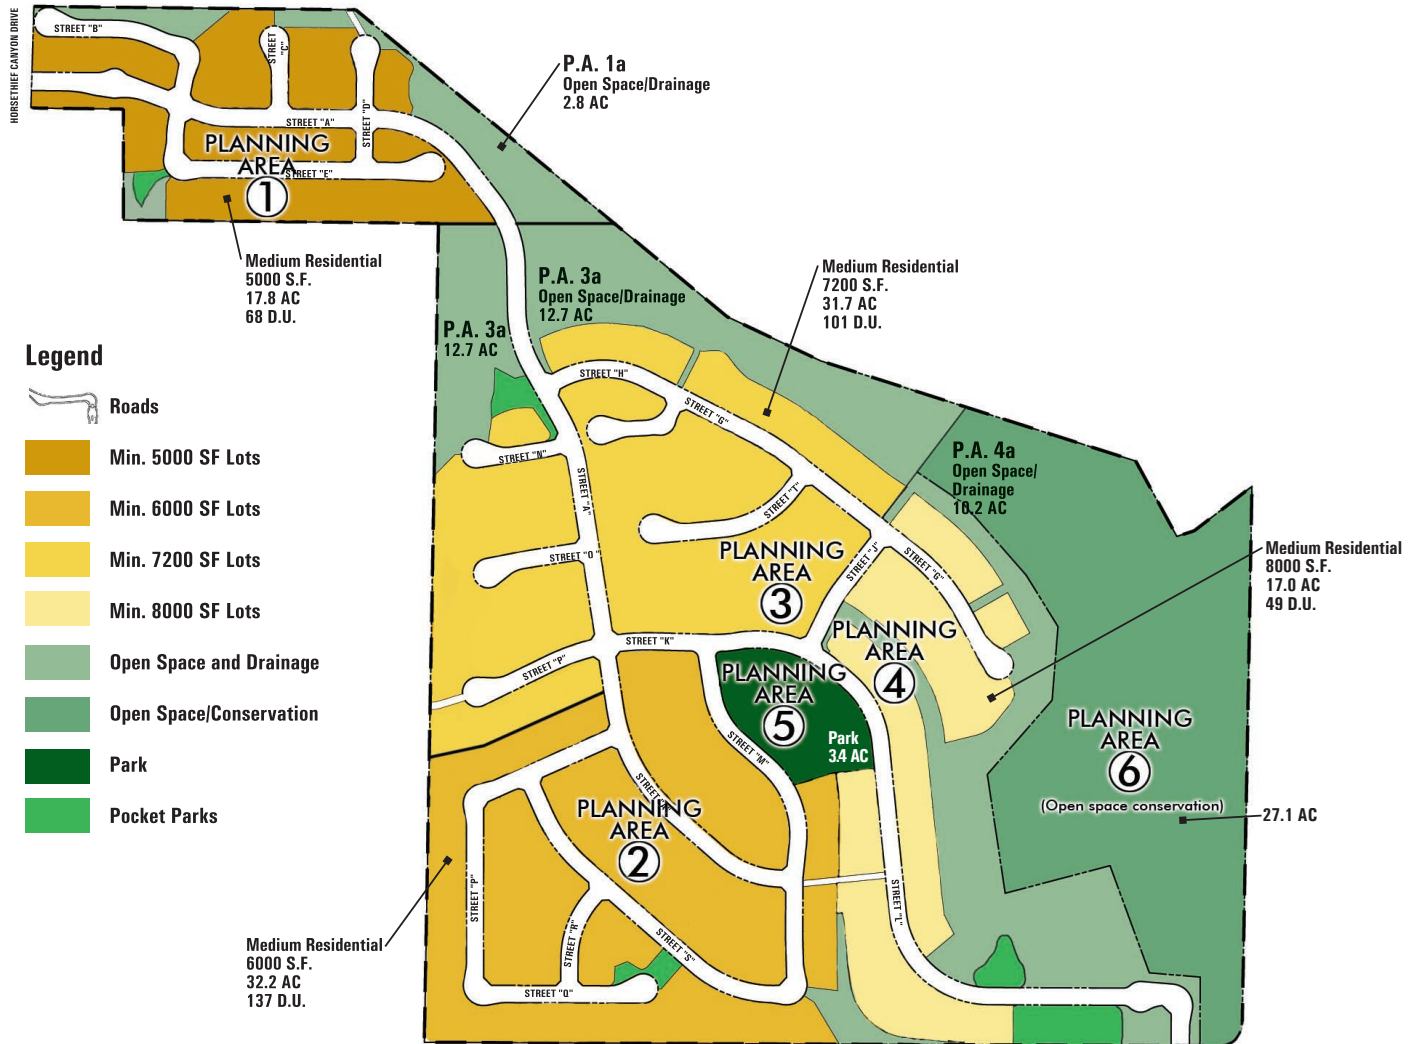 HORSETHIEF CANYON DRIVE
STREET "B"
STREET "C"
STREET "D"
STREET "A"
PLANNING
AREA
STREET "E"
1
P.A. 1a
Open Space/Drainage
2.8 AC
Medium Residential
5000 S.F.
17.8 AC
68 D.U.
P.A. 3a
Open Space/Drainage
12.7 AC
P.A. 3a
12.7 AC
Medium Residential
7200 S.F.
31.7 AC
101 D.U.
Legend
Roads
Min. 5000 SF Lots
Min. 6000 SF Lots
Min. 7200 SF Lots
Min. 8000 SF Lots
Open Space and Drainage
Open Space/Conservation
Park
Pocket Parks
STREET "H"
STREET "G"
STREET "N"
STREET "A"
STREET "T"
STREET "O"
P.A. 4a
Open Space/
Drainage
10.2 AC
PLANNING
AREA
3
STREET "J"
STREET "G"
Medium Residential
8000 S.F.
17.0 AC
49 D.U.
STREET "K"
STREET "P"
PLANNING
AREA
4
PLANNING
AREA
5
Park
3.4 AC
STREET "M"
PLANNING
AREA
6
(Open space conservation)
27.1 AC
PLANNING
AREA
2
STREET "P"
STREET "R"
STREET "S"
STREET "L"
STREET "Q"
Medium Residential
6000 S.F.
32.2 AC
137 D.U.